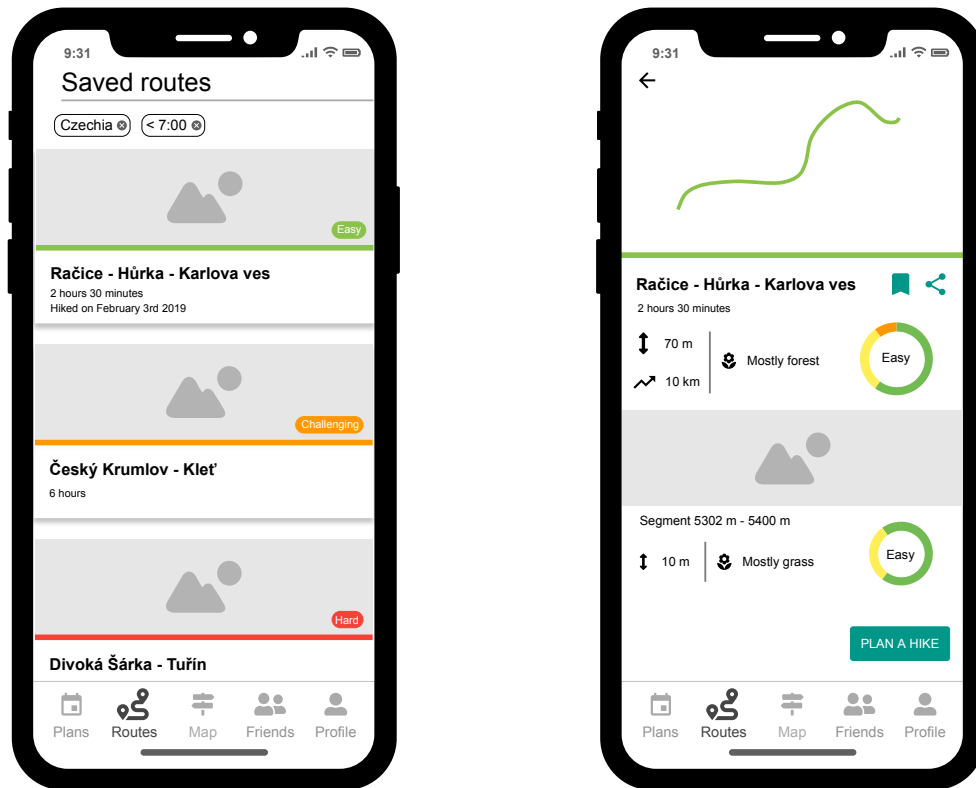 9:31
Saved routes
Czechia
< 7:00
Easy
Račice - Hůrka - Karlova ves
2 hours 30 minutes
Hiked on February 3rd 2019
Challenging
Český Krumlov - Kleť
6 hours
Hard
Divoká Šárka - Tuřín
Plans Routes Map Friends Profile
9:31
Račice - Hůrka - Karlova ves
2 hours 30 minutes
70 m
10 km
Mostly forest
Easy
Segment 5302 m - 5400 m
10 m
Mostly grass
Easy
PLAN A HIKE
Plans Routes Map Friends Profile